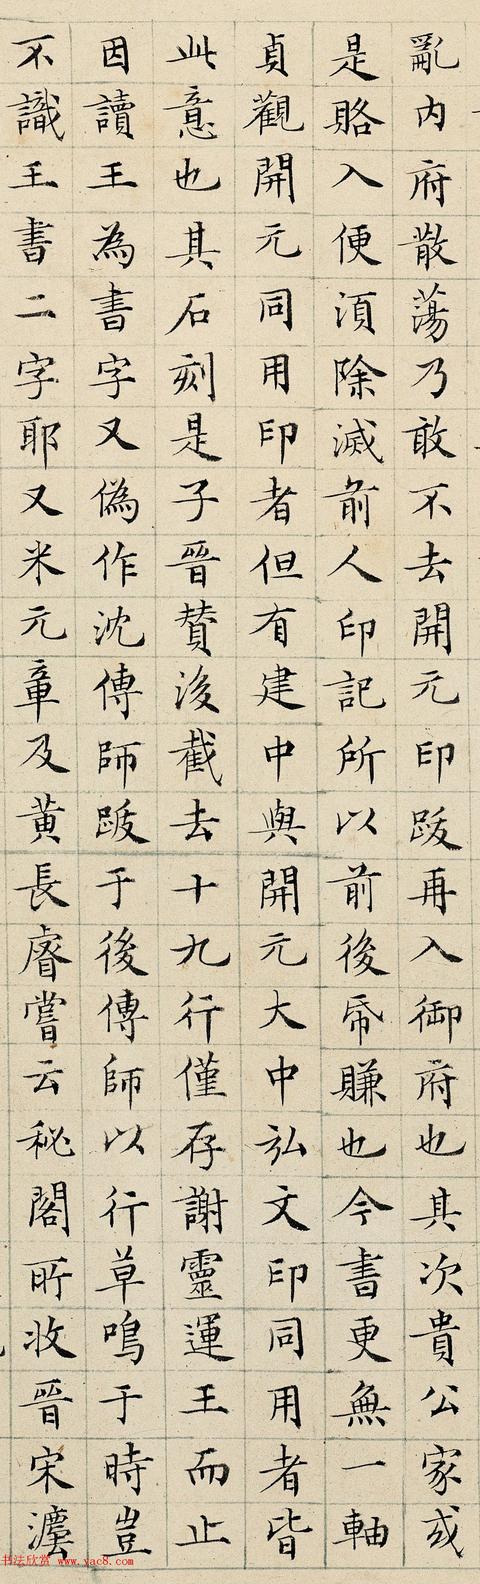 亂内府散蕩乃敢不去開元印跋再入御府也其次貴公家或
是賂入便湏除滅前人印記所以前後帋賺也今書更無一軸
貞觀開元同用印者但有建中與開元大中弘文印同用者皆
此意也其石刻是子晉賛後截去十九行僅存謝靈運王而止
因讀王為書字又偽作沈傳師跋于後傳師以行草鳴于時豈
不識王書二字耶又米元章及黄長睿嘗云秘閣所收晉宋灋
书法欣赏 www.yac8.com